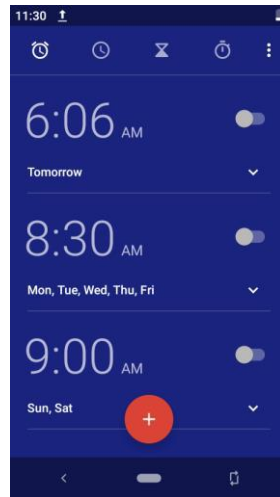 11:30
6:06 AM
Tomorrow
8:30 AM
Mon, Tue, Wed, Thu, Fri
9:00 AM
Sun, Sat